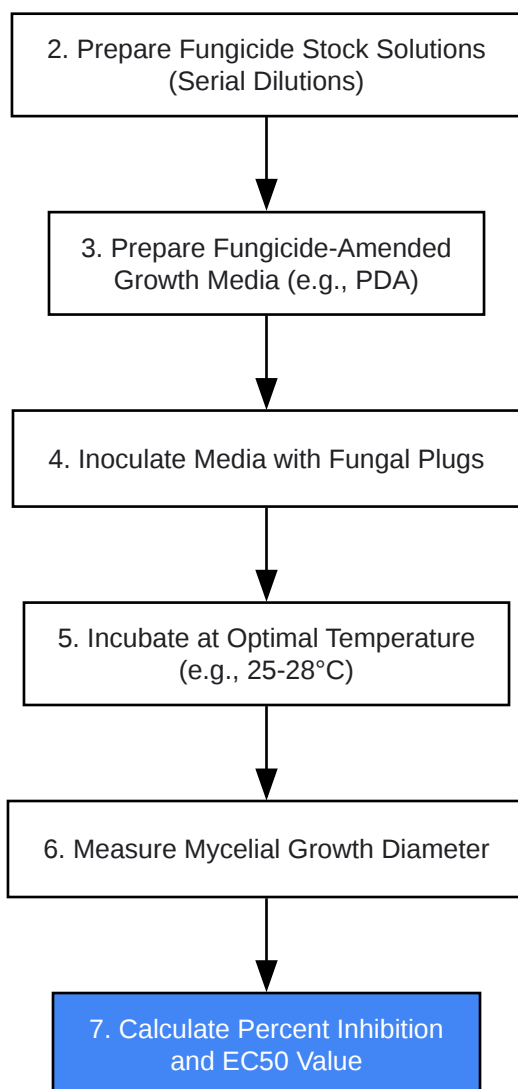 2. Prepare Fungicide Stock Solutions
(Serial Dilutions)
3. Prepare Fungicide-Amended
Growth Media (e.g., PDA)
4. Inoculate Media with Fungal Plugs
5. Incubate at Optimal Temperature
(e.g., 25-28°C)
6. Measure Mycelial Growth Diameter
7. Calculate Percent Inhibition
and EC50 Value